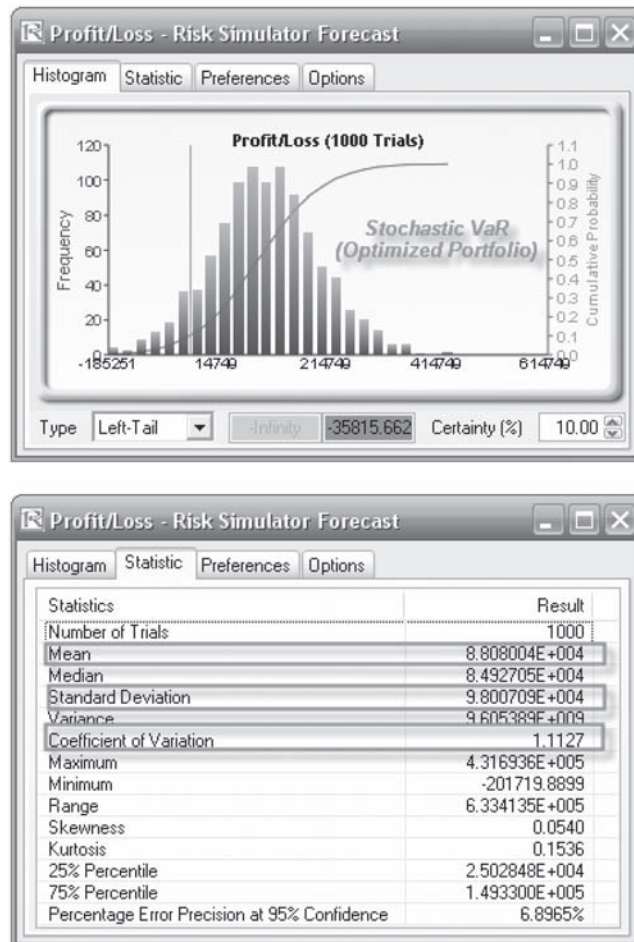 Profit/Loss - Risk Simulator Forecast
Histogram Statistic Preferences Options
Profit/Loss (1000 Trials)
Stochastic VaR
(Optimized Portfolio)
Frequency
120
100
80
60
40
20
0
-185251 14749 214749 414749 614749
1.1
1.0
0.9
0.8
0.7
0.6
0.5
0.4
0.3
0.2
0.1
0.0
Cumulative Probability
Type Left-Tail -Infinity -35815.662 Certainty (%) 10.00
Profit/Loss - Risk Simulator Forecast
Histogram Statistic Preferences Options
Statistics Result
Number of Trials 1000
Mean 8.808004E+004
Median 8.492705E+004
Standard Deviation 9.800709E+004
Variance 9.605389E+009
Coefficient of Variation 1.1127
Maximum 4.316936E+005
Minimum -201719.8899
Range 6.334135E+005
Skewness 0.0540
Kurtosis 0.1536
25% Percentile 2.502848E+004
75% Percentile 1.493300E+005
Percentage Error Precision at 95% Confidence 6.8965%